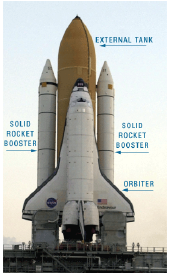 EXTERNAL TANK
SOLID
ROCKET
BOOSTER
SOLID
ROCKET
BOOSTER
ORBITER